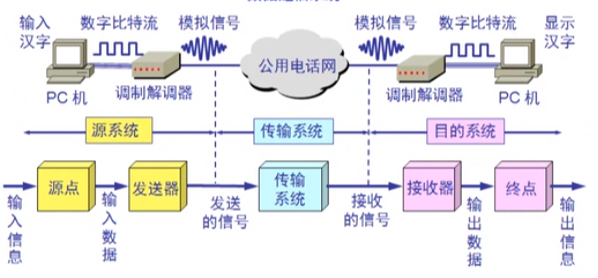 输入
汉字
数字比特流
模拟信号
模拟信号
数字比特流
显示
汉字
公用电话网
PC 机
调制解调器
调制解调器
PC 机
源系统
传输系统
目的系统
源点
发送器
传输
系统
接收器
终点
输入信息
输入数据
发送
的信号
接收
的信号
输出数据
输出信息